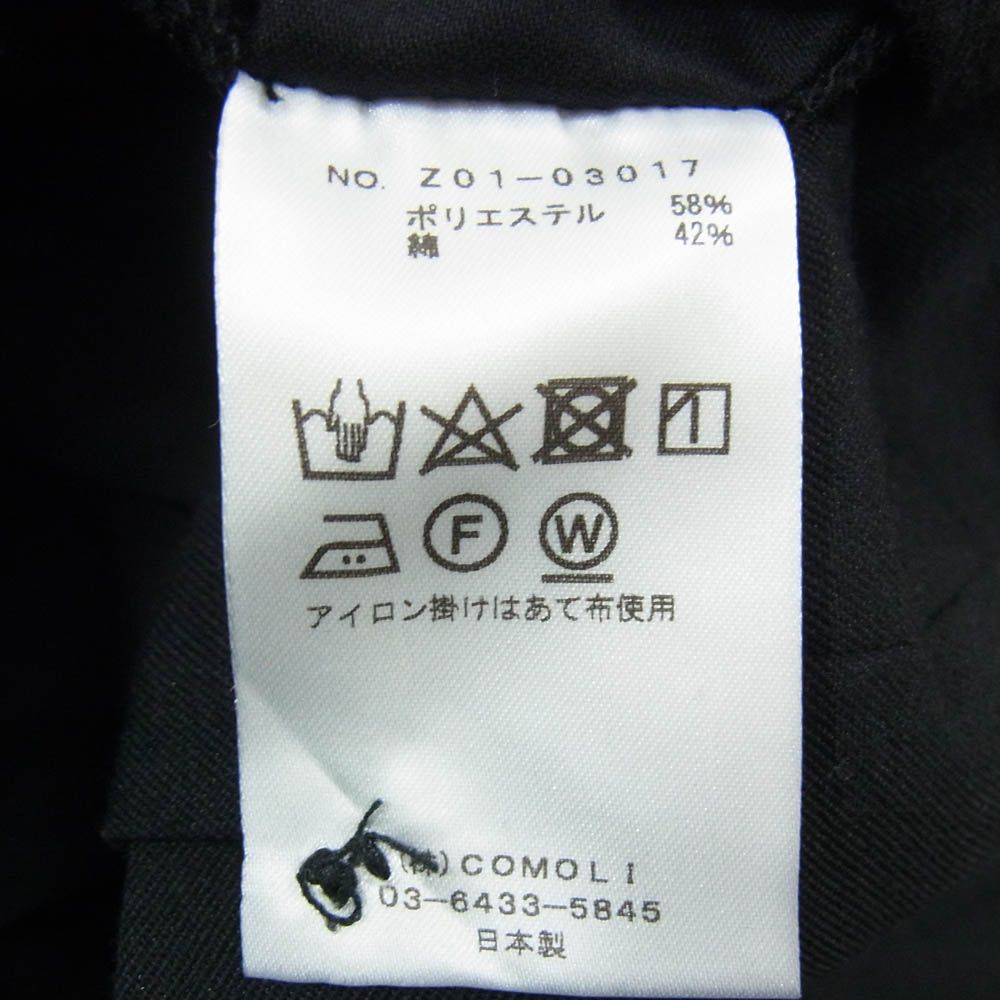 NO. Z01-03017
ポリエステル 58%
綿 42%
F W
アイロン掛けはあて布使用
(株)COMOLI
03-6433-5845
日本製